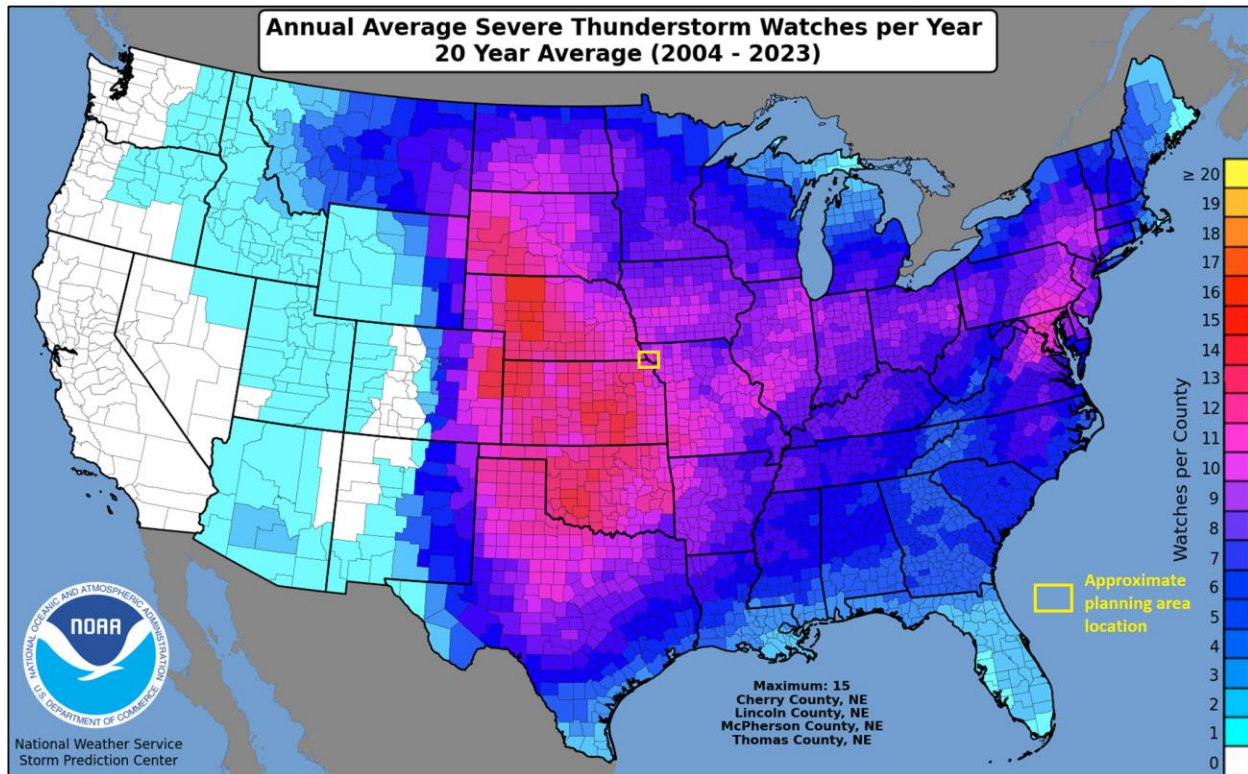 Annual Average Severe Thunderstorm Watches per Year
20 Year Average (2004 - 2023)
≥ 20
19
18
17
16
15
14
13
12
11
10
9
8
7
6
5
4
3
2
1
0
Watches per County
Approximate
planning area
location
Maximum: 15
Cherry County, NE
Lincoln County, NE
McPherson County, NE
Thomas County, NE
NATIONAL OCEANIC AND ATMOSPHERIC ADMINISTRATION
NOAA
U.S. DEPARTMENT OF COMMERCE
National Weather Service
Storm Prediction Center